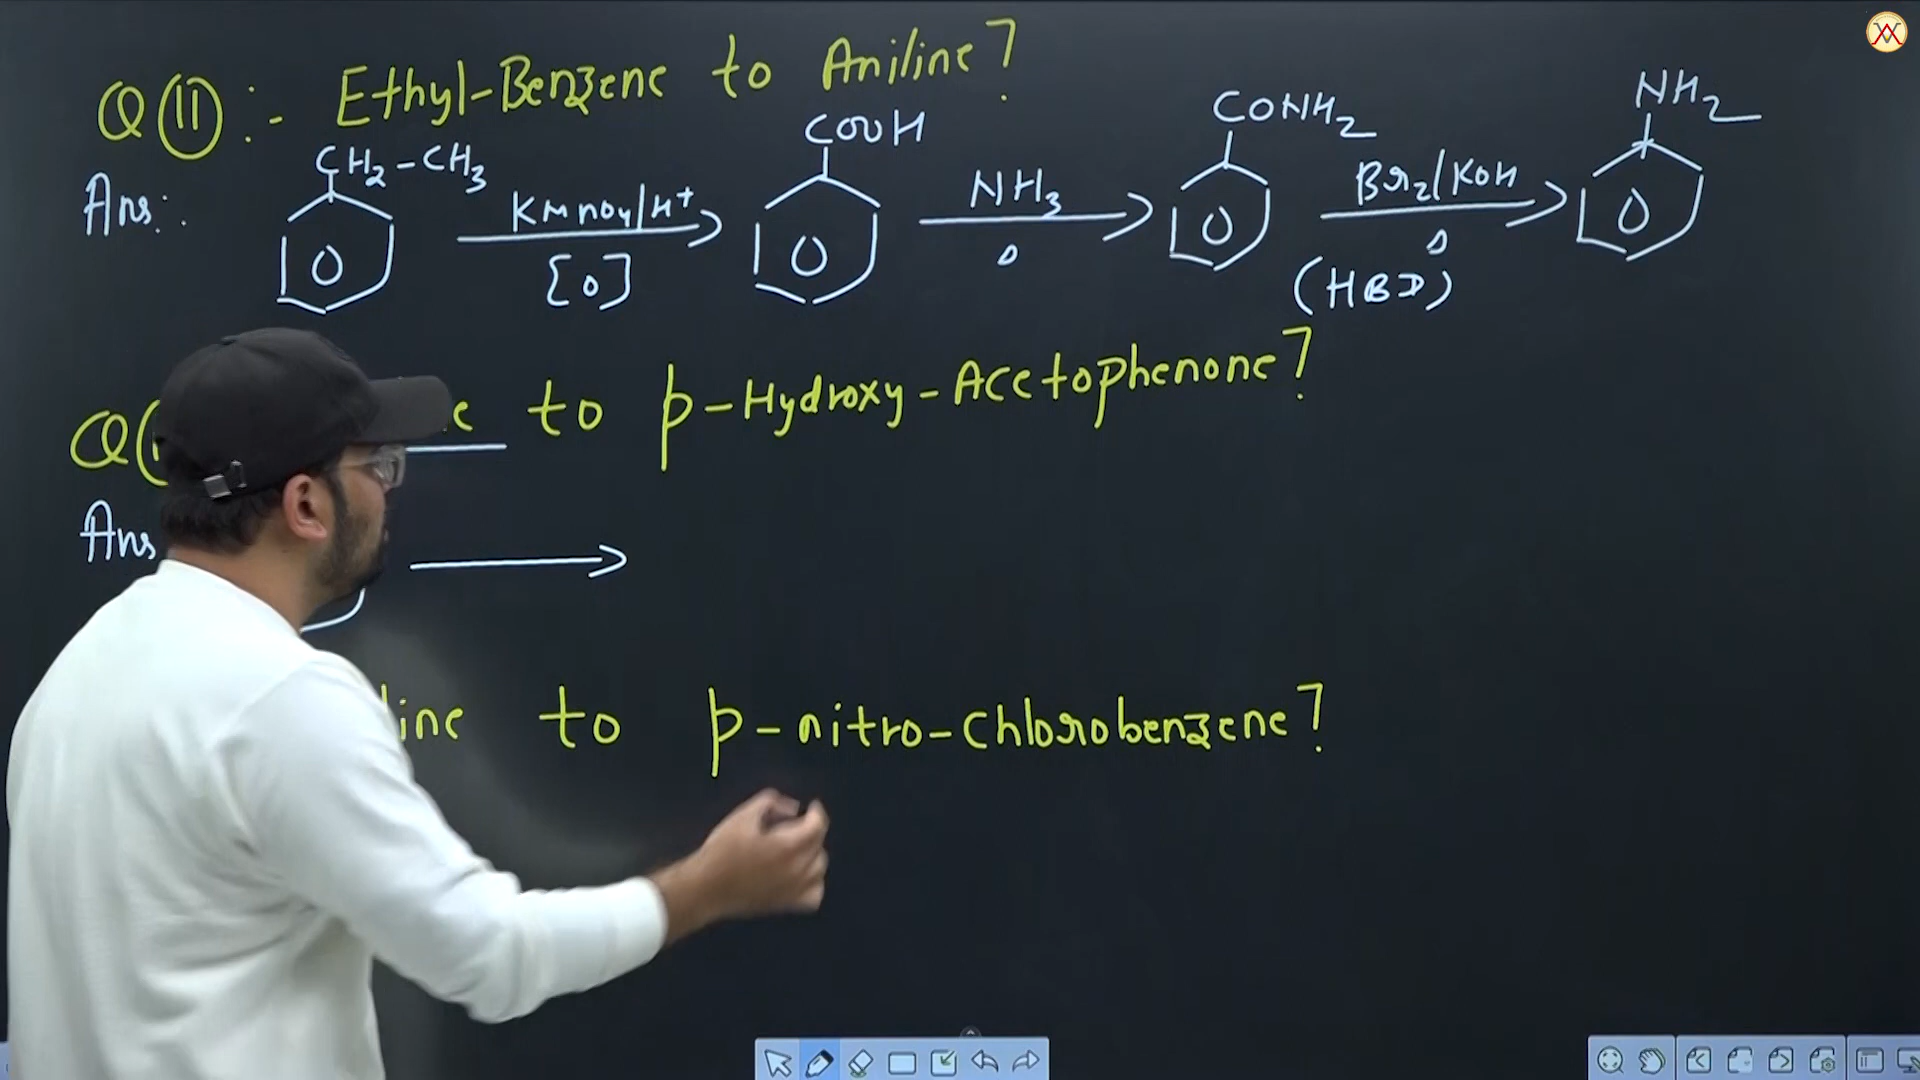 Q(11):- Ethyl-Benzene to Aniline?
Ans:. CH2-CH3 KMnO4/H+ [O] COOH NH3 Δ CONH2 Br2/KOH Δ (HBD) NH2
to p-Hydroxy-Acetophenone?
Ans
to p-nitro-chlorobenzene?